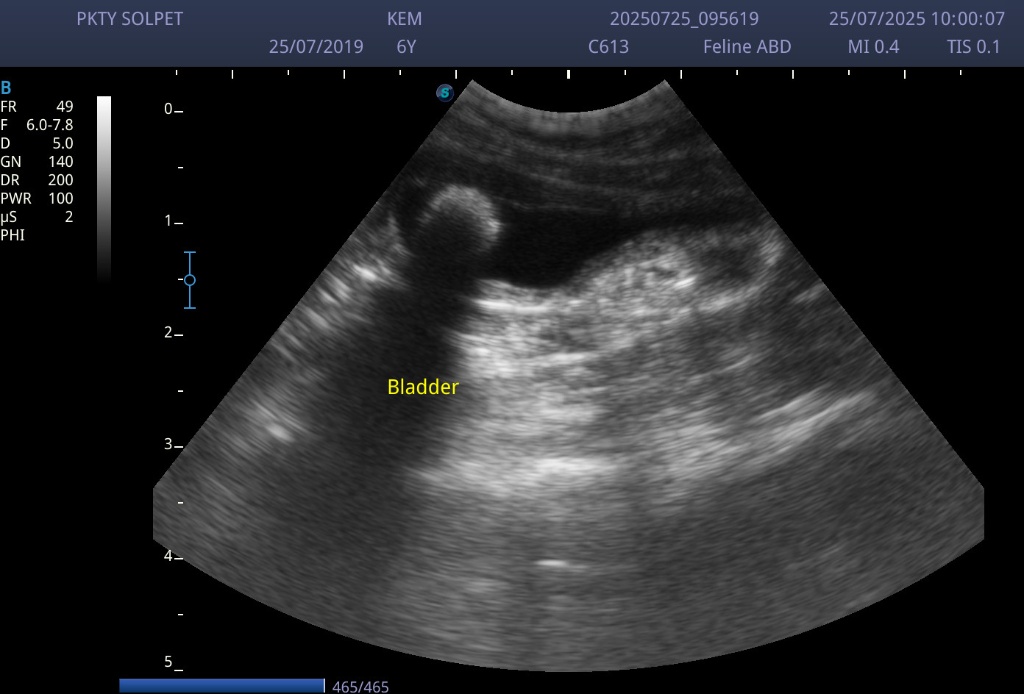 PKTY SOLPET KEM 20250725_095619 25/07/2025 10:00:07
25/07/2019 6Y C613 Feline ABD MI 0.4 TIS 0.1
B
FR 49
F 6.0-7.8
D 5.0
GN 140
DR 200
PWR 100
µS 2
PHI
S
0
1
2
Bladder
3
4
5
465/465